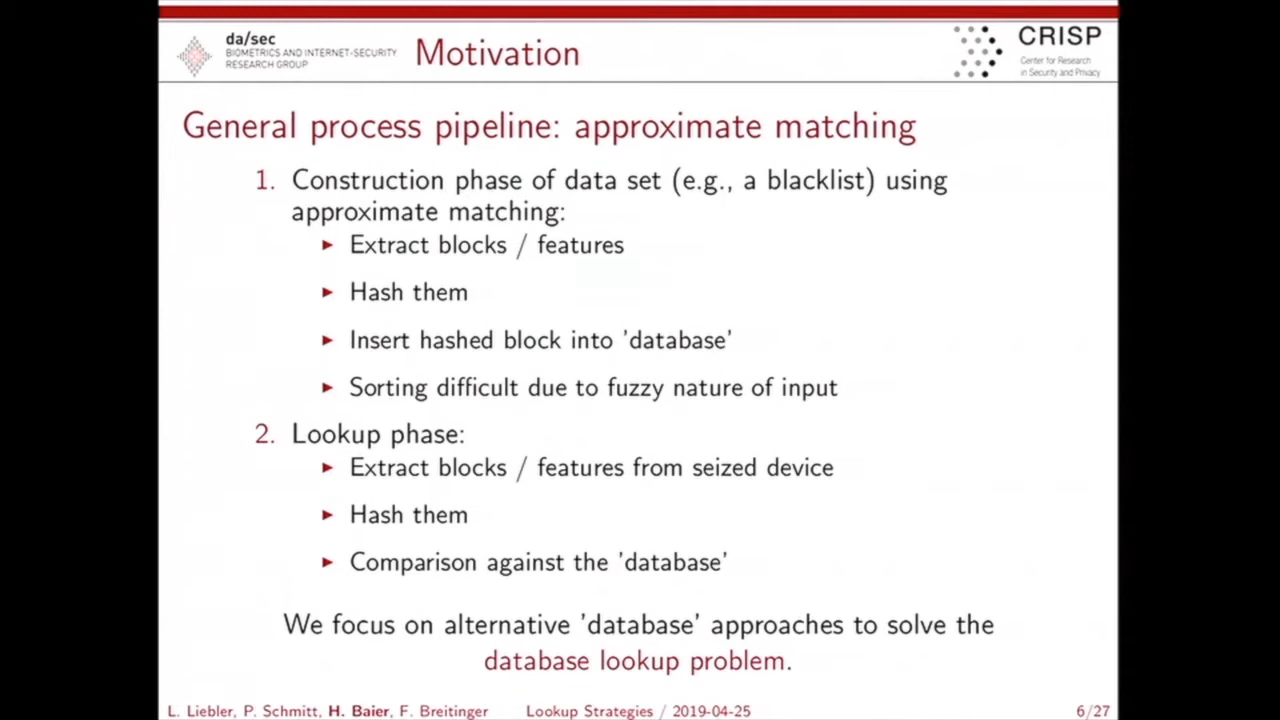 da/sec
BIOMETRICS AND INTERNET-SECURITY
RESEARCH GROUP
Motivation
CRISP
Center for Research
in Security and Privacy
General process pipeline: approximate matching
1. Construction phase of data set (e.g., a blacklist) using
approximate matching:
▶ Extract blocks / features
▶ Hash them
▶ Insert hashed block into 'database'
▶ Sorting difficult due to fuzzy nature of input
2. Lookup phase:
▶ Extract blocks / features from seized device
▶ Hash them
▶ Comparison against the 'database'
We focus on alternative 'database' approaches to solve the
database lookup problem.
L. Liebler, P. Schmitt, H. Baier, F. Breitinger Lookup Strategies / 2019-04-25 6/27